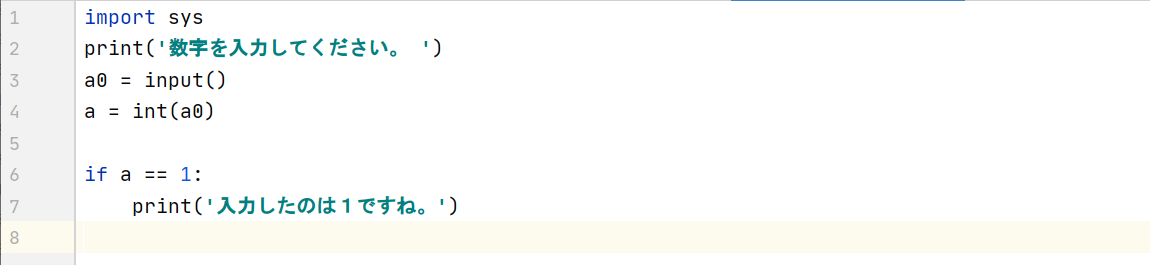 1 import sys
2 print('数字を入力してください。 ')
3 a0 = input()
4 a = int(a0)
5
6 if a == 1:
7     print('入力したのは１ですね。')
8